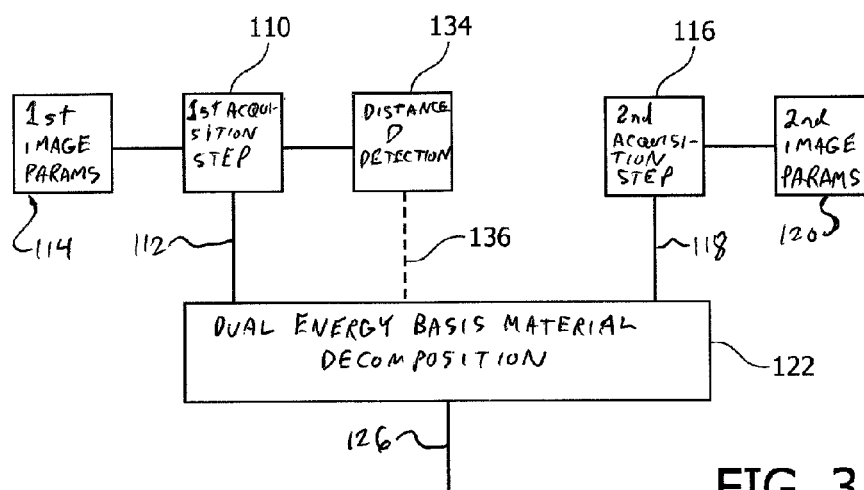 110
134
116
1st
IMAGE
PARAMS
1st ACQUI-
SITION
STEP
DISTANCE
D
DETECTION
2nd
ACQUISI-
TION
STEP
2nd
IMAGE
PARAMS
114
112
136
118
120
DUAL ENERGY BASIS MATERIAL
DECOMPOSITION
122
126
FIG. 3